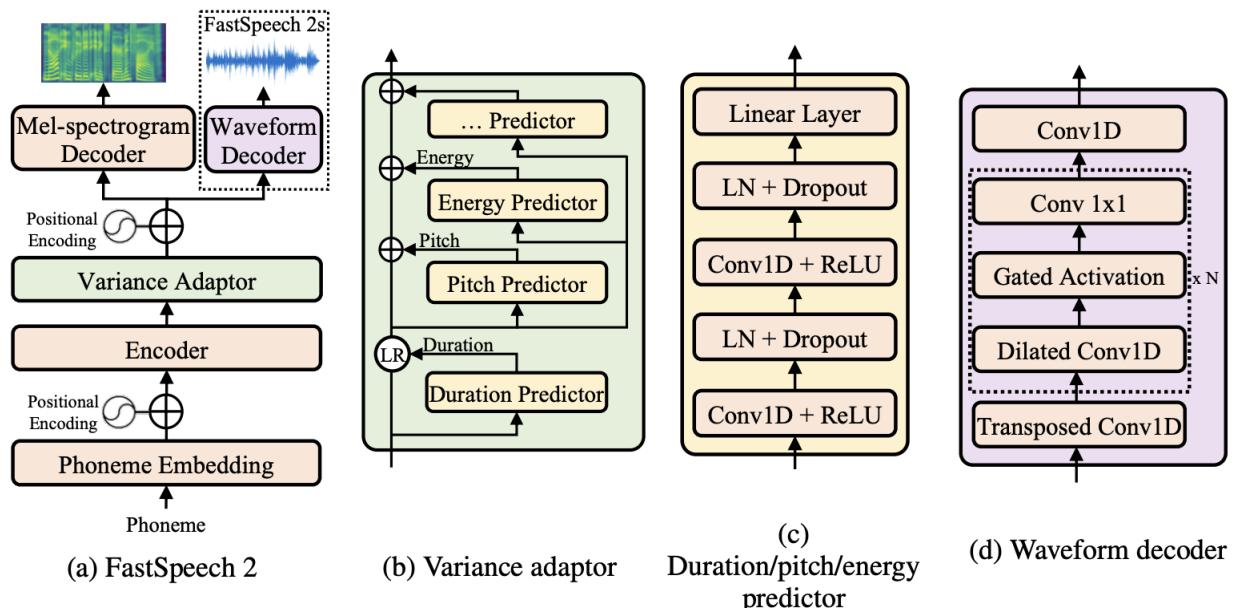 FastSpeech 2s
Mel-spectrogram
Decoder
Waveform
Decoder
Positional
Encoding
Variance Adaptor
Encoder
Positional
Encoding
Phoneme Embedding
Phoneme
(a) FastSpeech 2
... Predictor
Energy
Energy Predictor
Pitch
Pitch Predictor
LR
Duration
Duration Predictor
(b) Variance adaptor
Linear Layer
LN + Dropout
Conv1D + ReLU
LN + Dropout
Conv1D + ReLU
(c)
Duration/pitch/energy
predictor
Conv1D
Conv 1x1
Gated Activation
x N
Dilated Conv1D
Transposed Conv1D
(d) Waveform decoder